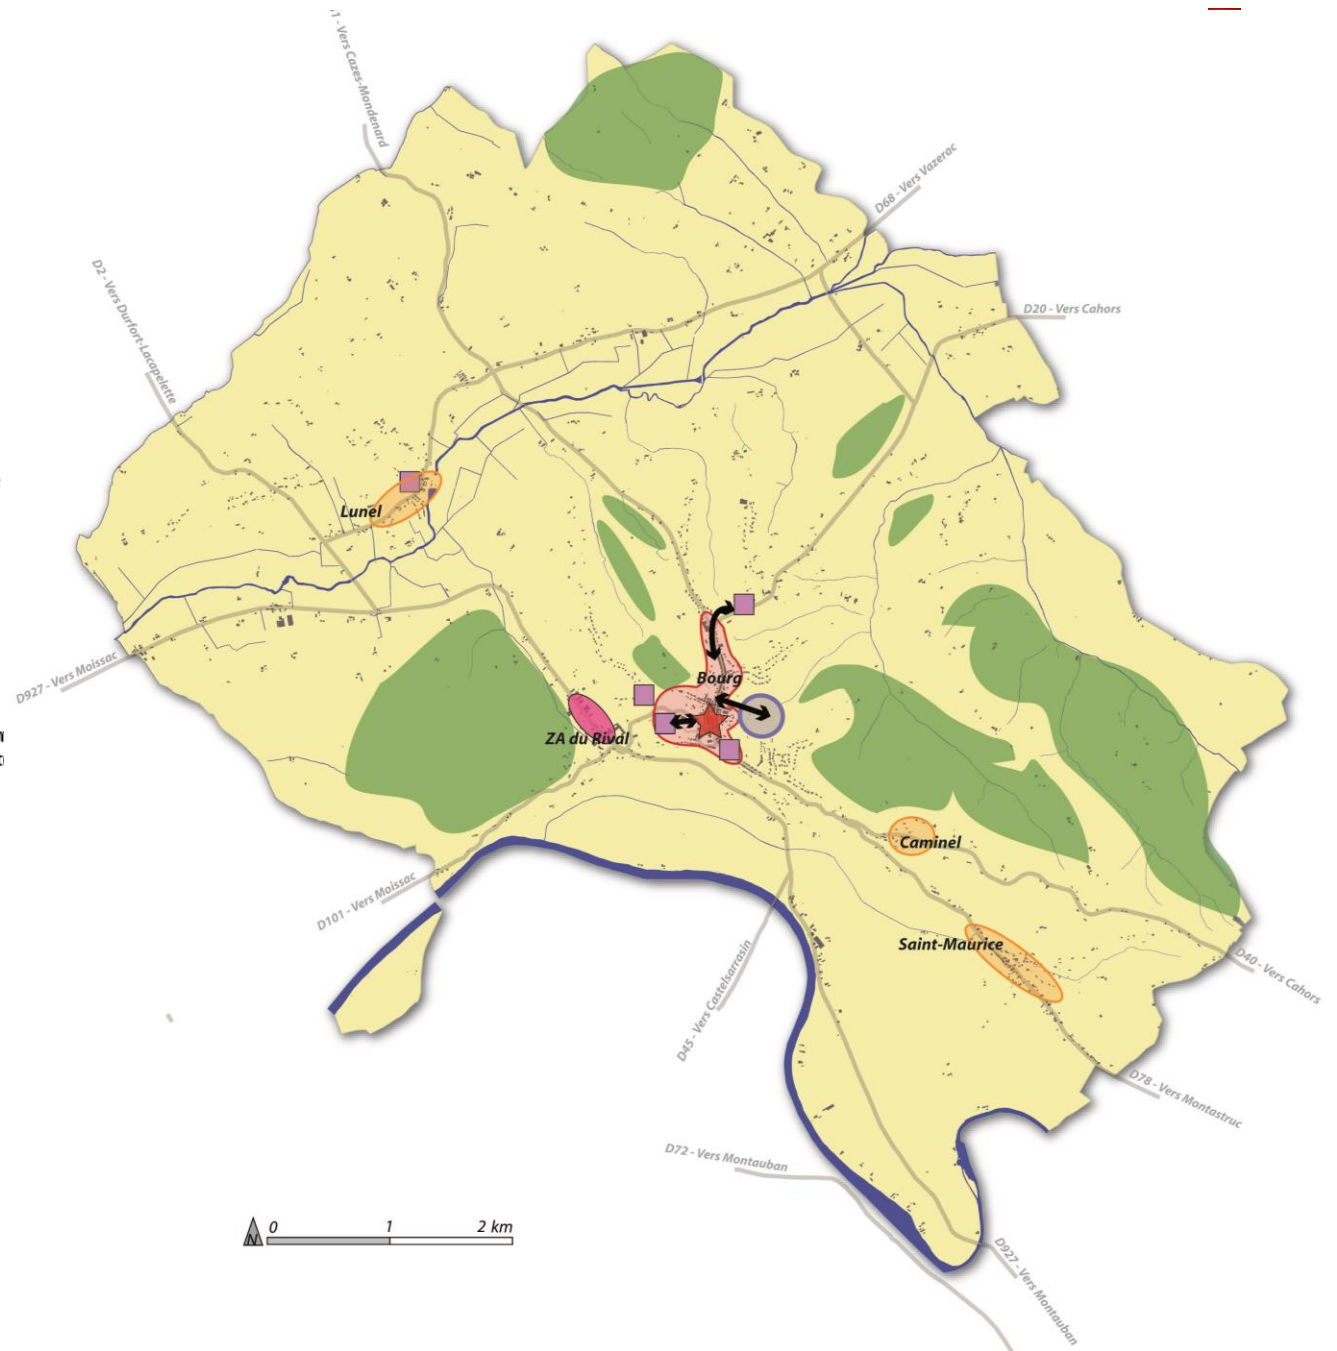 - Vers Cazes-Mondenard
D68 - Vers Vazerac
D2 - Vers Durfort-Lacapelette
D20 - Vers Cahors
Lunel
D927 - Vers Moissac
Bourg
ZA du Rival
Caminel
D101 - Vers Moissac
Saint-Maurice
D45 - Vers Castelsarrasin
D40 - Vers Cahors
D78 - Vers Montastruc
D72 - Vers Montauban
N
0 1 2 km
D927 - Vers Montauban